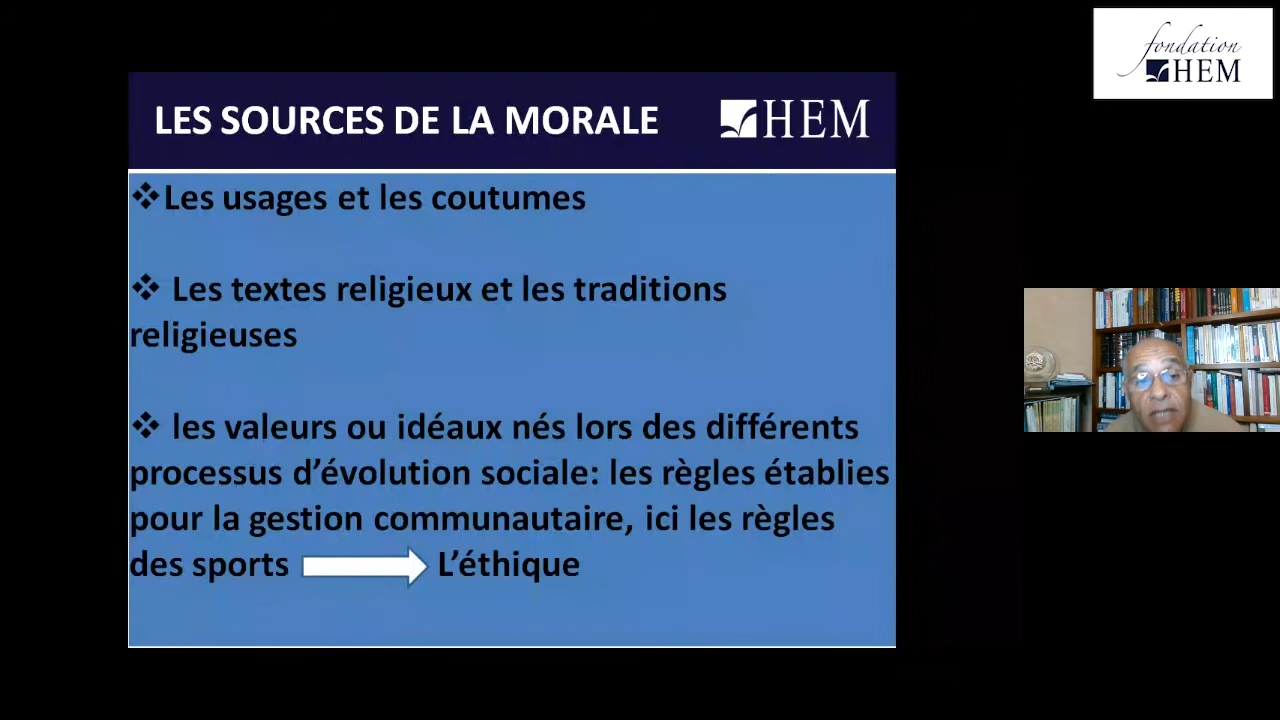 fondation
HEM
LES SOURCES DE LA MORALE
HEM
❖Les usages et les coutumes
❖ Les textes religieux et les traditions
religieuses
❖ les valeurs ou idéaux nés lors des différents
processus d’évolution sociale: les règles établies
pour la gestion communautaire, ici les règles
des sports L’éthique